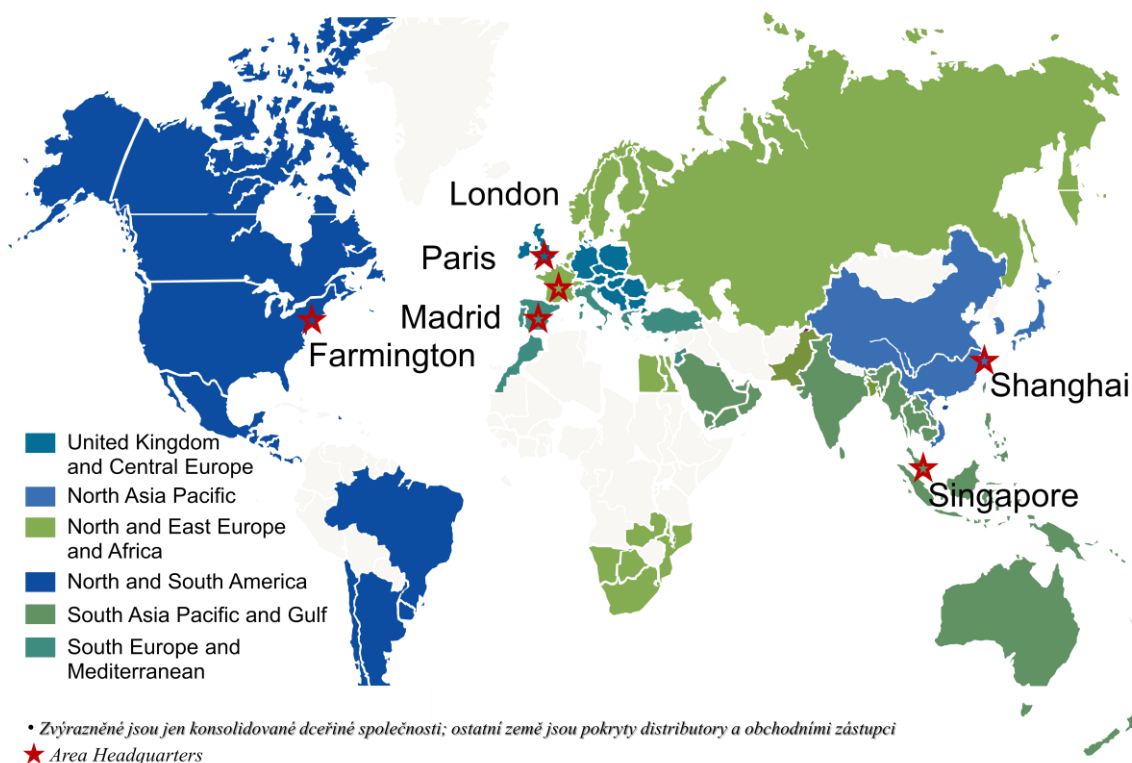 London
Paris
Madrid
Farmington
Shanghai
Singapore
United Kingdom
and Central Europe
North Asia Pacific
North and East Europe
and Africa
North and South America
South Asia Pacific and Gulf
South Europe and
Mediterranean
• Zvýrazněné jsou jen konsolidované dceřiné společnosti; ostatní země jsou pokryty distributory a obchodními zástupci
Area Headquarters